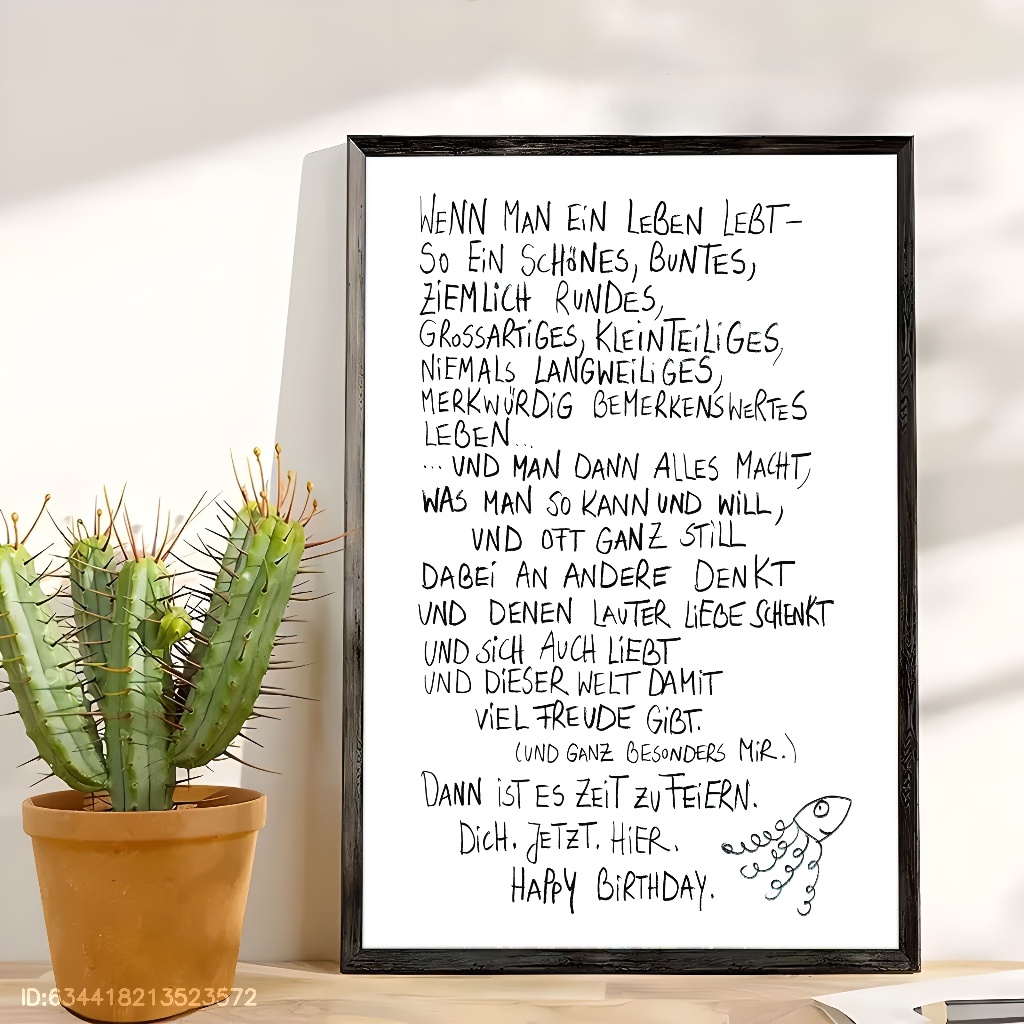 WENN MAN EIN LEBEN LEBT–
SO EIN SCHÖNES, BUNTES,
ZIEMLICH RUNDES,
GROSSARTIGES, KLEINTEILIGES,
NIEMALS LANGWEILIGES,
MERKWÜRDIG BEMERKENSWERTES
LEBEN...
...UND MAN DANN ALLES MACHT,
WAS MAN SO KANN UND WILL,
UND OFT GANZ STILL
DABEI AN ANDERE DENKT
UND DENEN LAUTER LIEBE SCHENKT
UND SICH AUCH LIEBT
UND DIESER WELT DAMIT
VIEL FREUDE GIBT.
(UND GANZ BESONDERS MIR.)
DANN IST ES ZEIT ZU FEIERN.
DICH. JETZT. HIER.
HAPPY BIRTHDAY.
ID:634418213523572